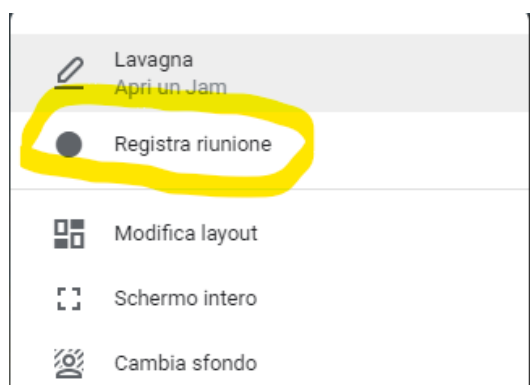 Lavagna
Apri un Jam
Registra riunione
Modifica layout
Schermo intero
Cambia sfondo